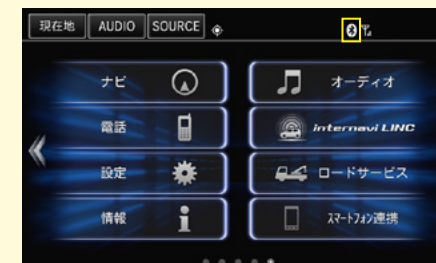 現在地 AUDIO SOURCE
ナビ オーディオ
電話 internavi LINC
設定 ロードサービス
情報 スマートフォン連携